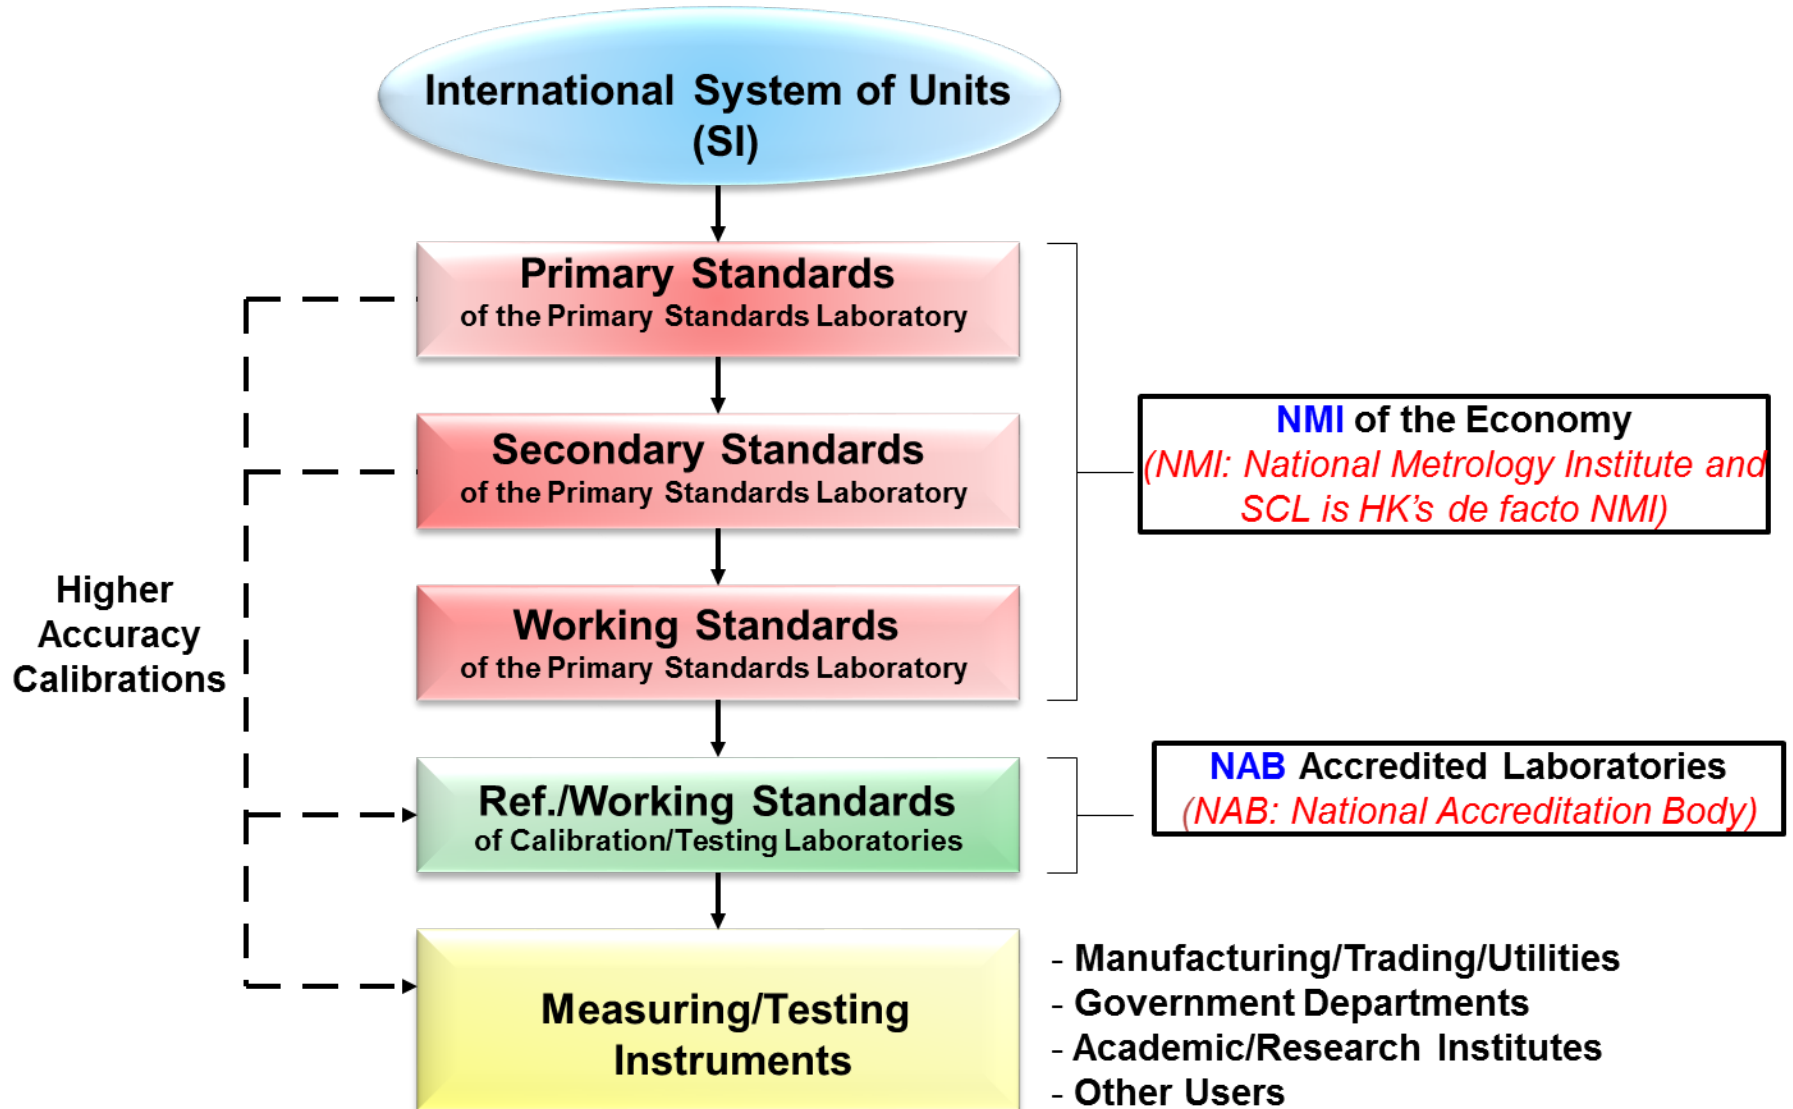 International System of Units
(SI)
Primary Standards
of the Primary Standards Laboratory
Secondary Standards
of the Primary Standards Laboratory
NMI of the Economy
(NMI: National Metrology Institute and
SCL is HK's de facto NMI)
Higher
Accuracy
Calibrations
Working Standards
of the Primary Standards Laboratory
Ref./Working Standards
of Calibration/Testing Laboratories
NAB Accredited Laboratories
(NAB: National Accreditation Body)
Measuring/Testing
Instruments
- Manufacturing/Trading/Utilities
- Government Departments
- Academic/Research Institutes
- Other Users